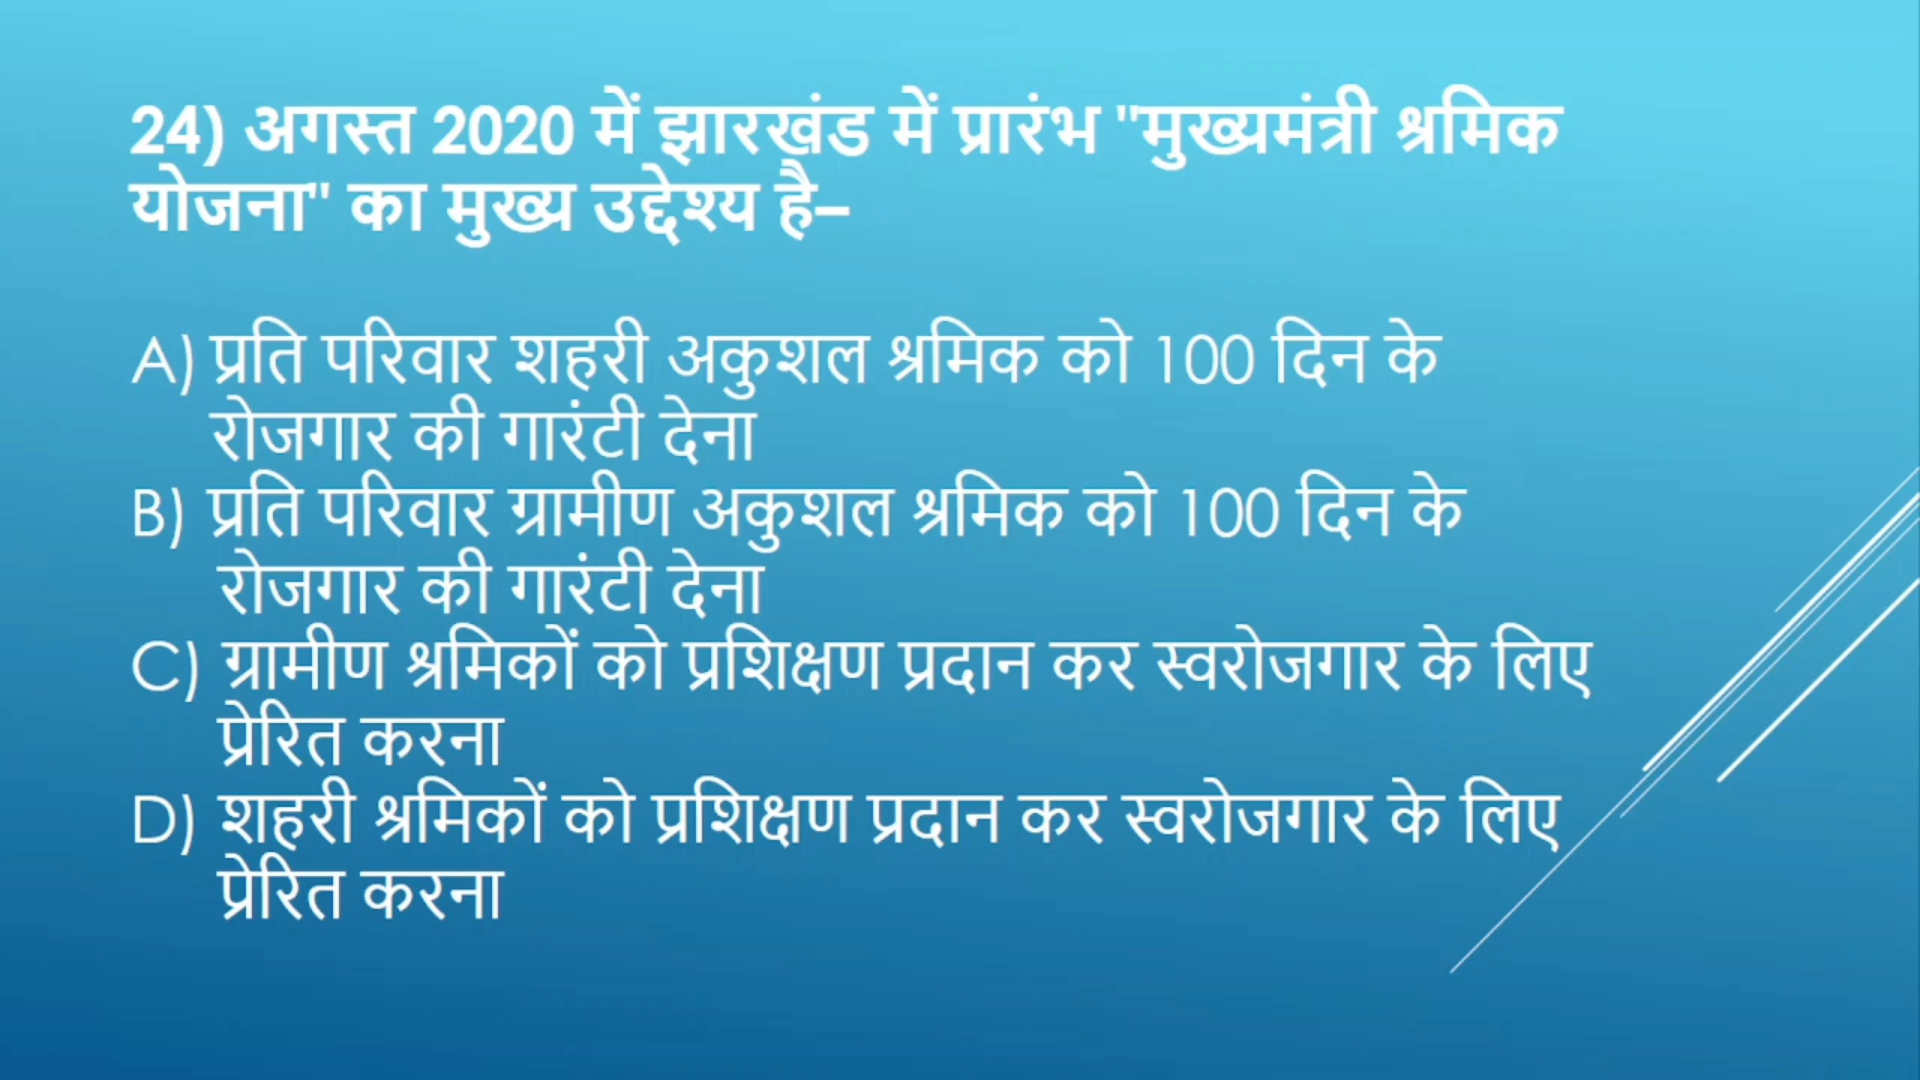 24) अगस्त 2020 में झारखंड में प्रारंभ "मुख्यमंत्री श्रमिक
योजना" का मुख्य उद्देश्य है–
A) प्रति परिवार शहरी अकुशल श्रमिक को 100 दिन के
रोजगार की गारंटी देना
B) प्रति परिवार ग्रामीण अकुशल श्रमिक को 100 दिन के
रोजगार की गारंटी देना
C) ग्रामीण श्रमिकों को प्रशिक्षण प्रदान कर स्वरोजगार के लिए
प्रेरित करना
D) शहरी श्रमिकों को प्रशिक्षण प्रदान कर स्वरोजगार के लिए
प्रेरित करना